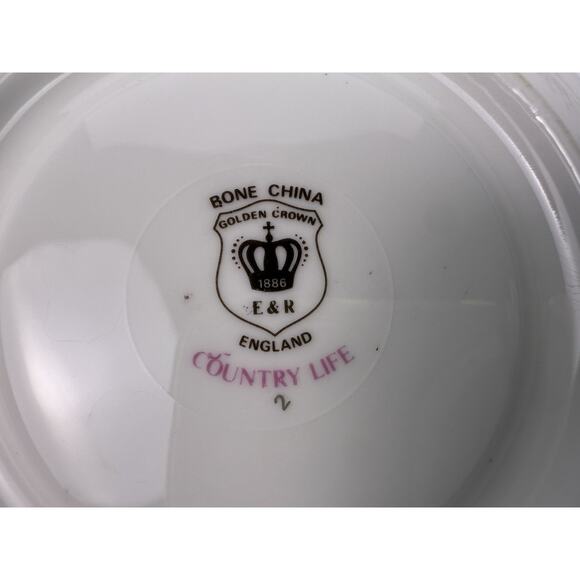 BONE CHINA
GOLDEN CROWN
1886
E & R
ENGLAND
COUNTRY LIFE
2